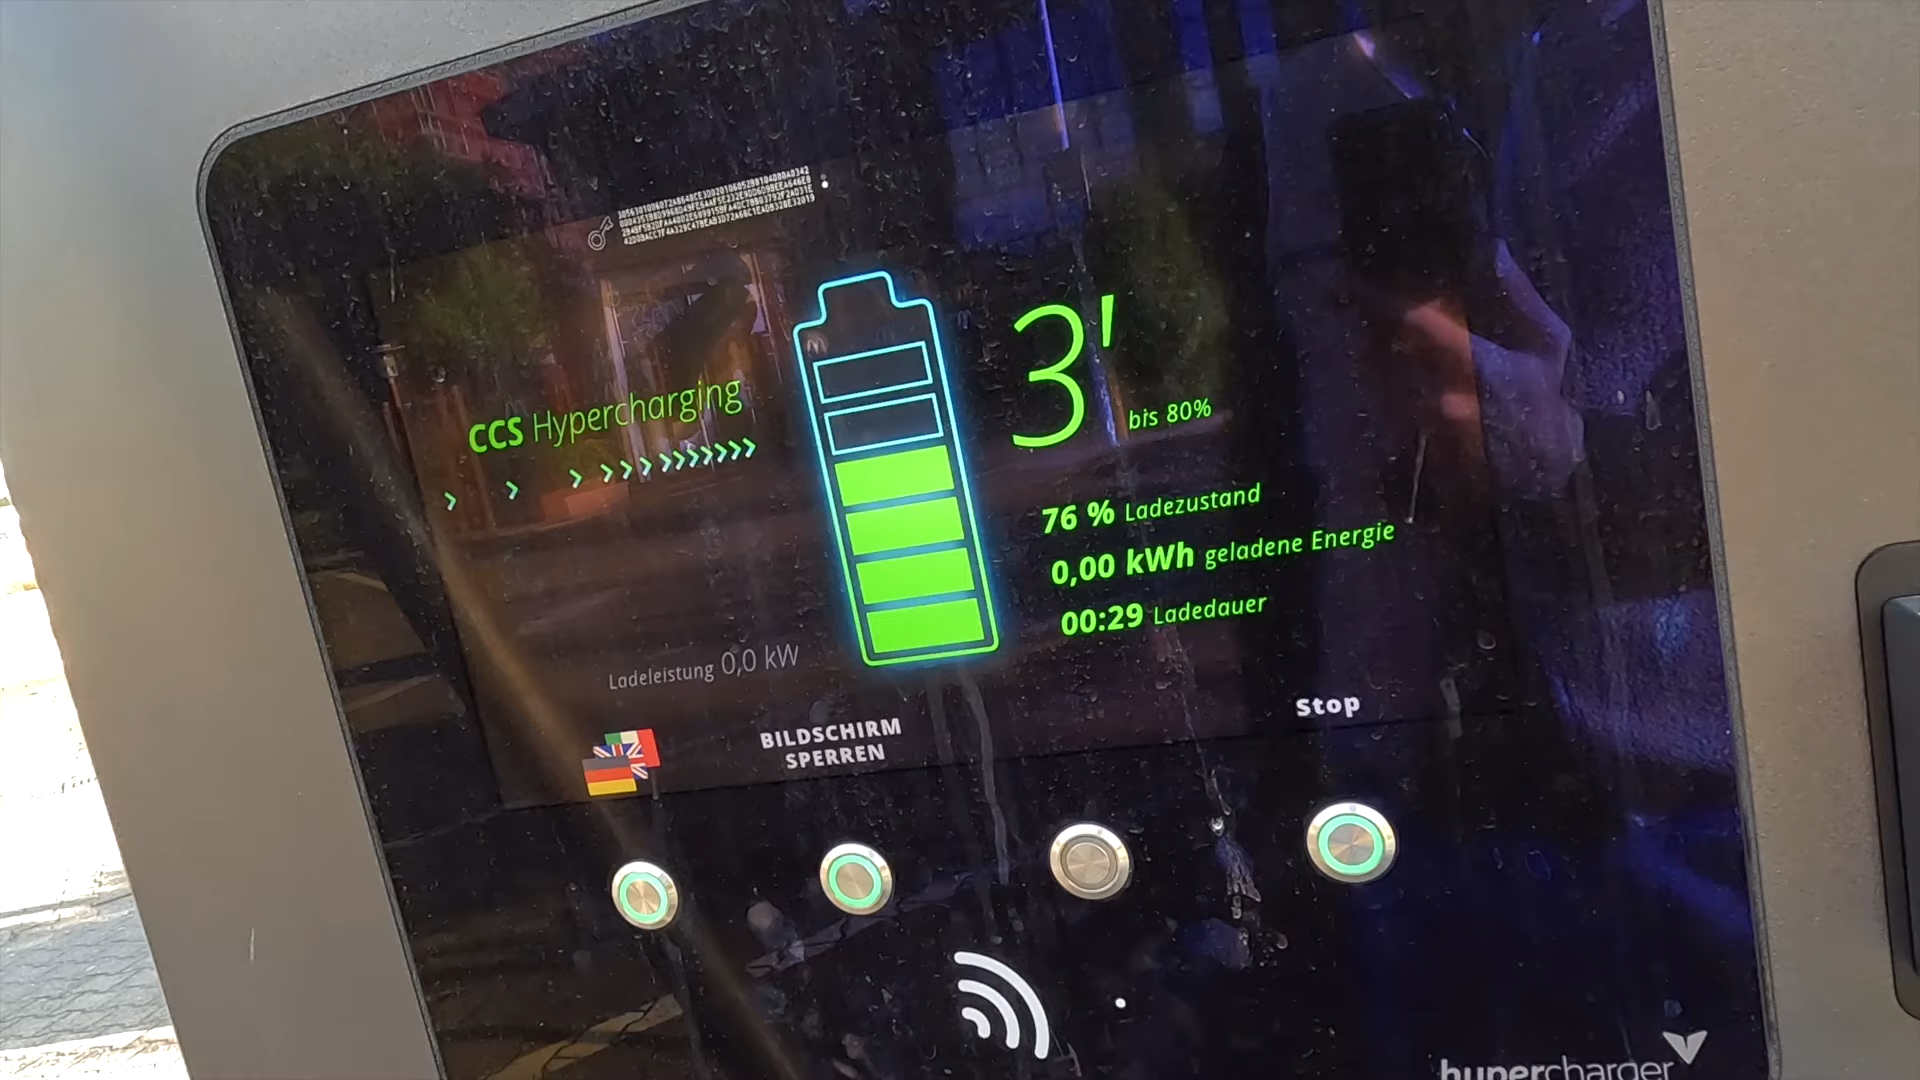 CCS Hypercharging
3' bis 80%
76 % Ladezustand
0,00 kWh geladene Energie
00:29 Ladedauer
Ladeleistung 0,0 kW
BILDSCHIRM
SPERREN
Stop
hypercharger